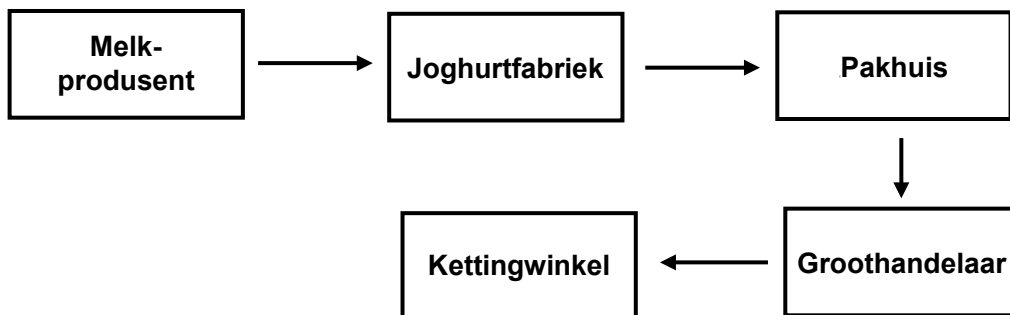 Melk-
produsent
Joghurtfabriek
Pakhuis
Kettingwinkel
Groothandelaar